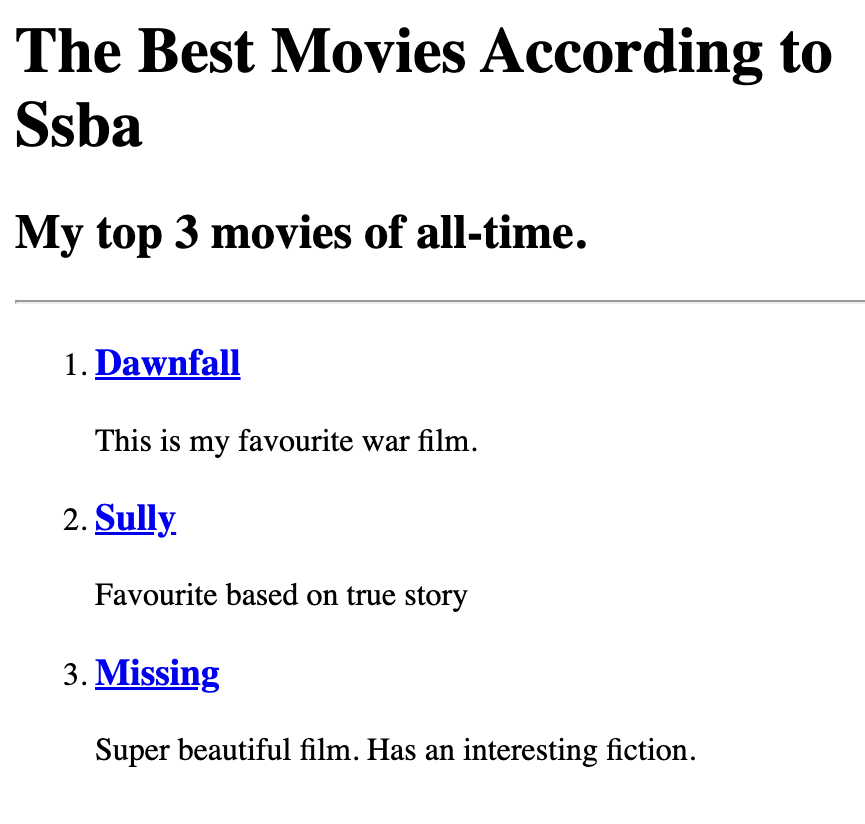 The Best Movies According to
Ssba
My top 3 movies of all-time.
1. Dawnfall
This is my favourite war film.
2. Sully
Favourite based on true story
3. Missing
Super beautiful film. Has an interesting fiction.